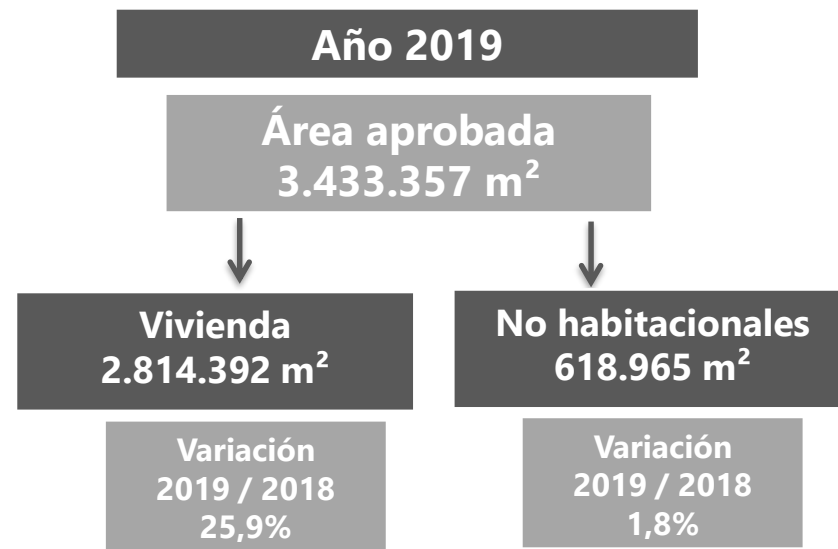 Año 2019
Área aprobada
3.433.357 m²
Vivienda
2.814.392 m²
No habitacionales
618.965 m²
Variación
2019 / 2018
25,9%
Variación
2019 / 2018
1,8%